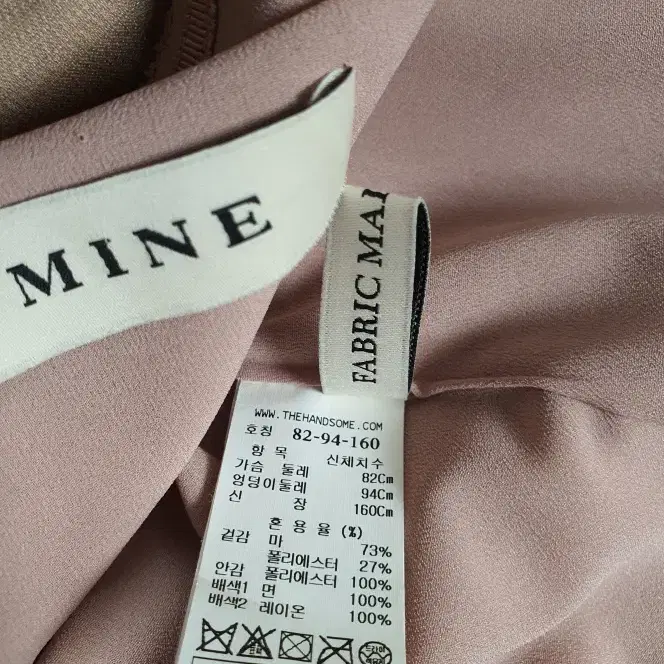 MINE
FABRIC MA
WWW.THEHANDSOME.COM
호칭 82-94-160
항 목 신체치수
가슴 둘레 82Cm
엉덩이둘레 94Cm
신 장 160Cm
혼 용 율 (%)
겉감 마 73%
폴리에스터 27%
안감 폴리에스터 100%
배색1 면 100%
배색2 레이온 100%
드라이